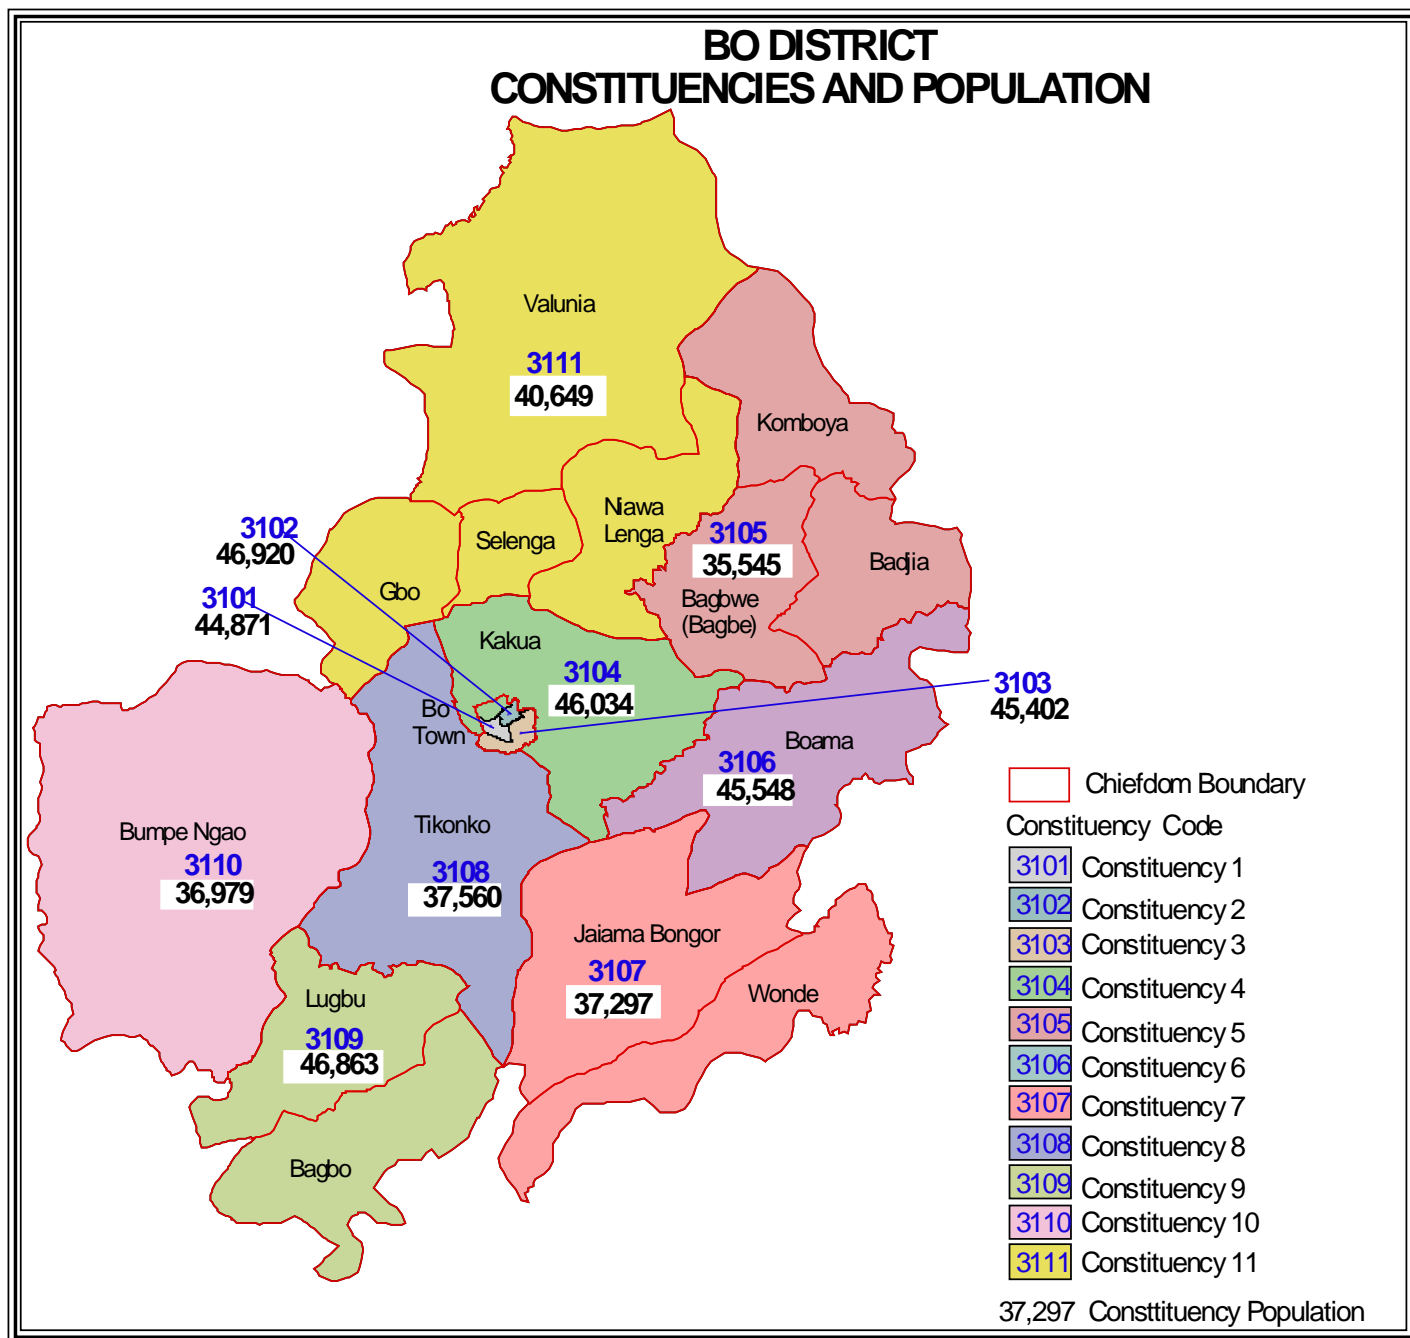 BO DISTRICT
CONSTITUENCIES AND POPULATION
Valunia
3111
40,649
Komboya
Niawa
Lenga
3102
46,920
Selenga
3105
35,545
Badjia
Gbo
3101
44,871
Bagbwe
(Bagbe)
Kakua
3104
46,034
3103
45,402
Bo
Town
Boama
3106
45,548
Chiefdom Boundary
Bumpe Ngao
3110
36,979
Tikonko
3108
37,560
Jaiama Bongor
3107
37,297
Wonde
Lugbu
3109
46,863
Bagbo
Constituency Code
3101 Constituency 1
3102 Constituency 2
3103 Constituency 3
3104 Constituency 4
3105 Constituency 5
3106 Constituency 6
3107 Constituency 7
3108 Constituency 8
3109 Constituency 9
3110 Constituency 10
3111 Constituency 11
37,297 Consttituency Population